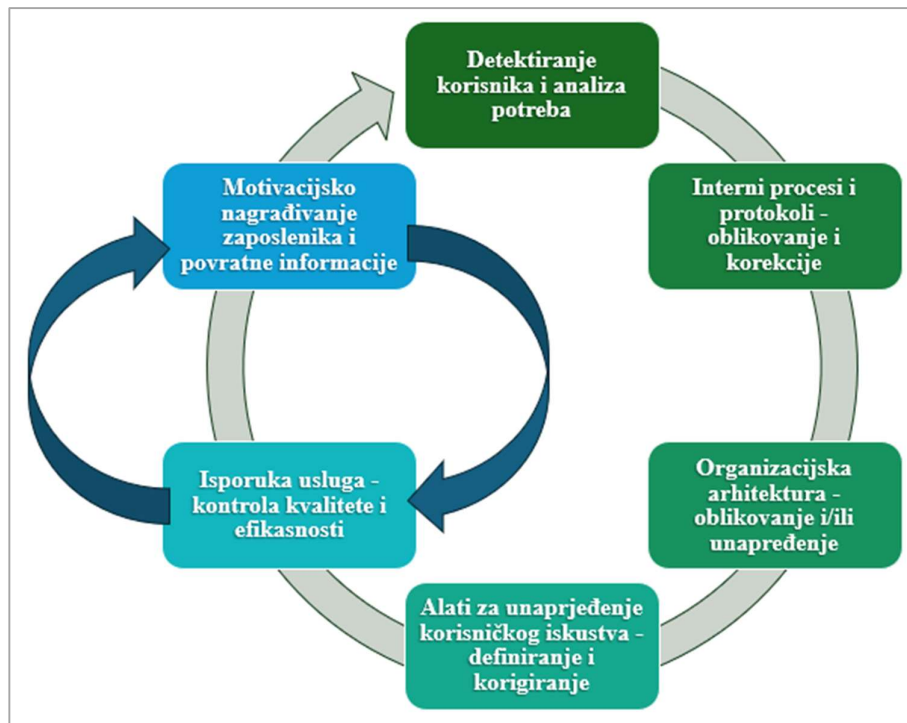 Detektiranje
korisnika i analiza
potreba
Interni procesi i
protokoli -
oblikovanje i
korekcije
Organizacijska
arhitektura -
oblikovanje i/ili
unapređenje
Alati za unaprjeđenje
korisničkog iskustva -
definiranje i
korigiranje
Isporuka usluga -
kontrola kvalitete i
efikasnosti
Motivacijsko
nagrađivanje
zaposlenika i
povratne informacije